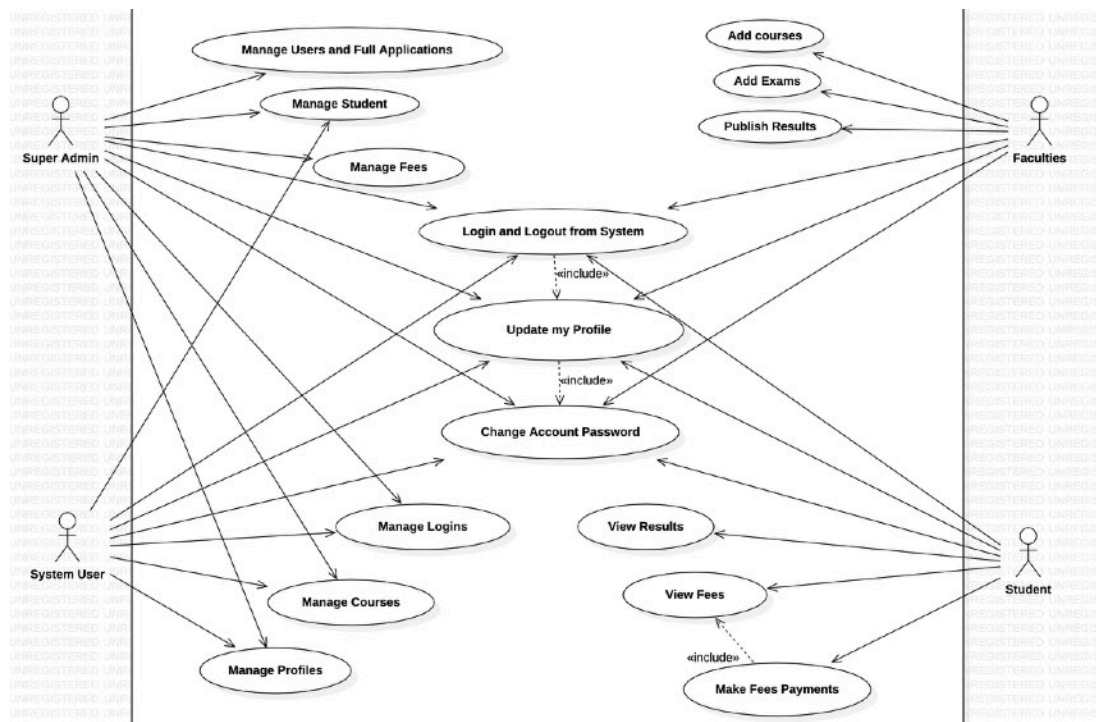 UNREGISTERED
Manage Users and Full Applications
Add courses
Add Exams
Manage Student
Publish Results
Super Admin
Faculties
Manage Fees
Login and Logout from System
«include»
Update my Profile
«include»
Change Account Password
Manage Logins
View Results
System User
Student
View Fees
Manage Courses
«include»
Manage Profiles
Make Fees Payments